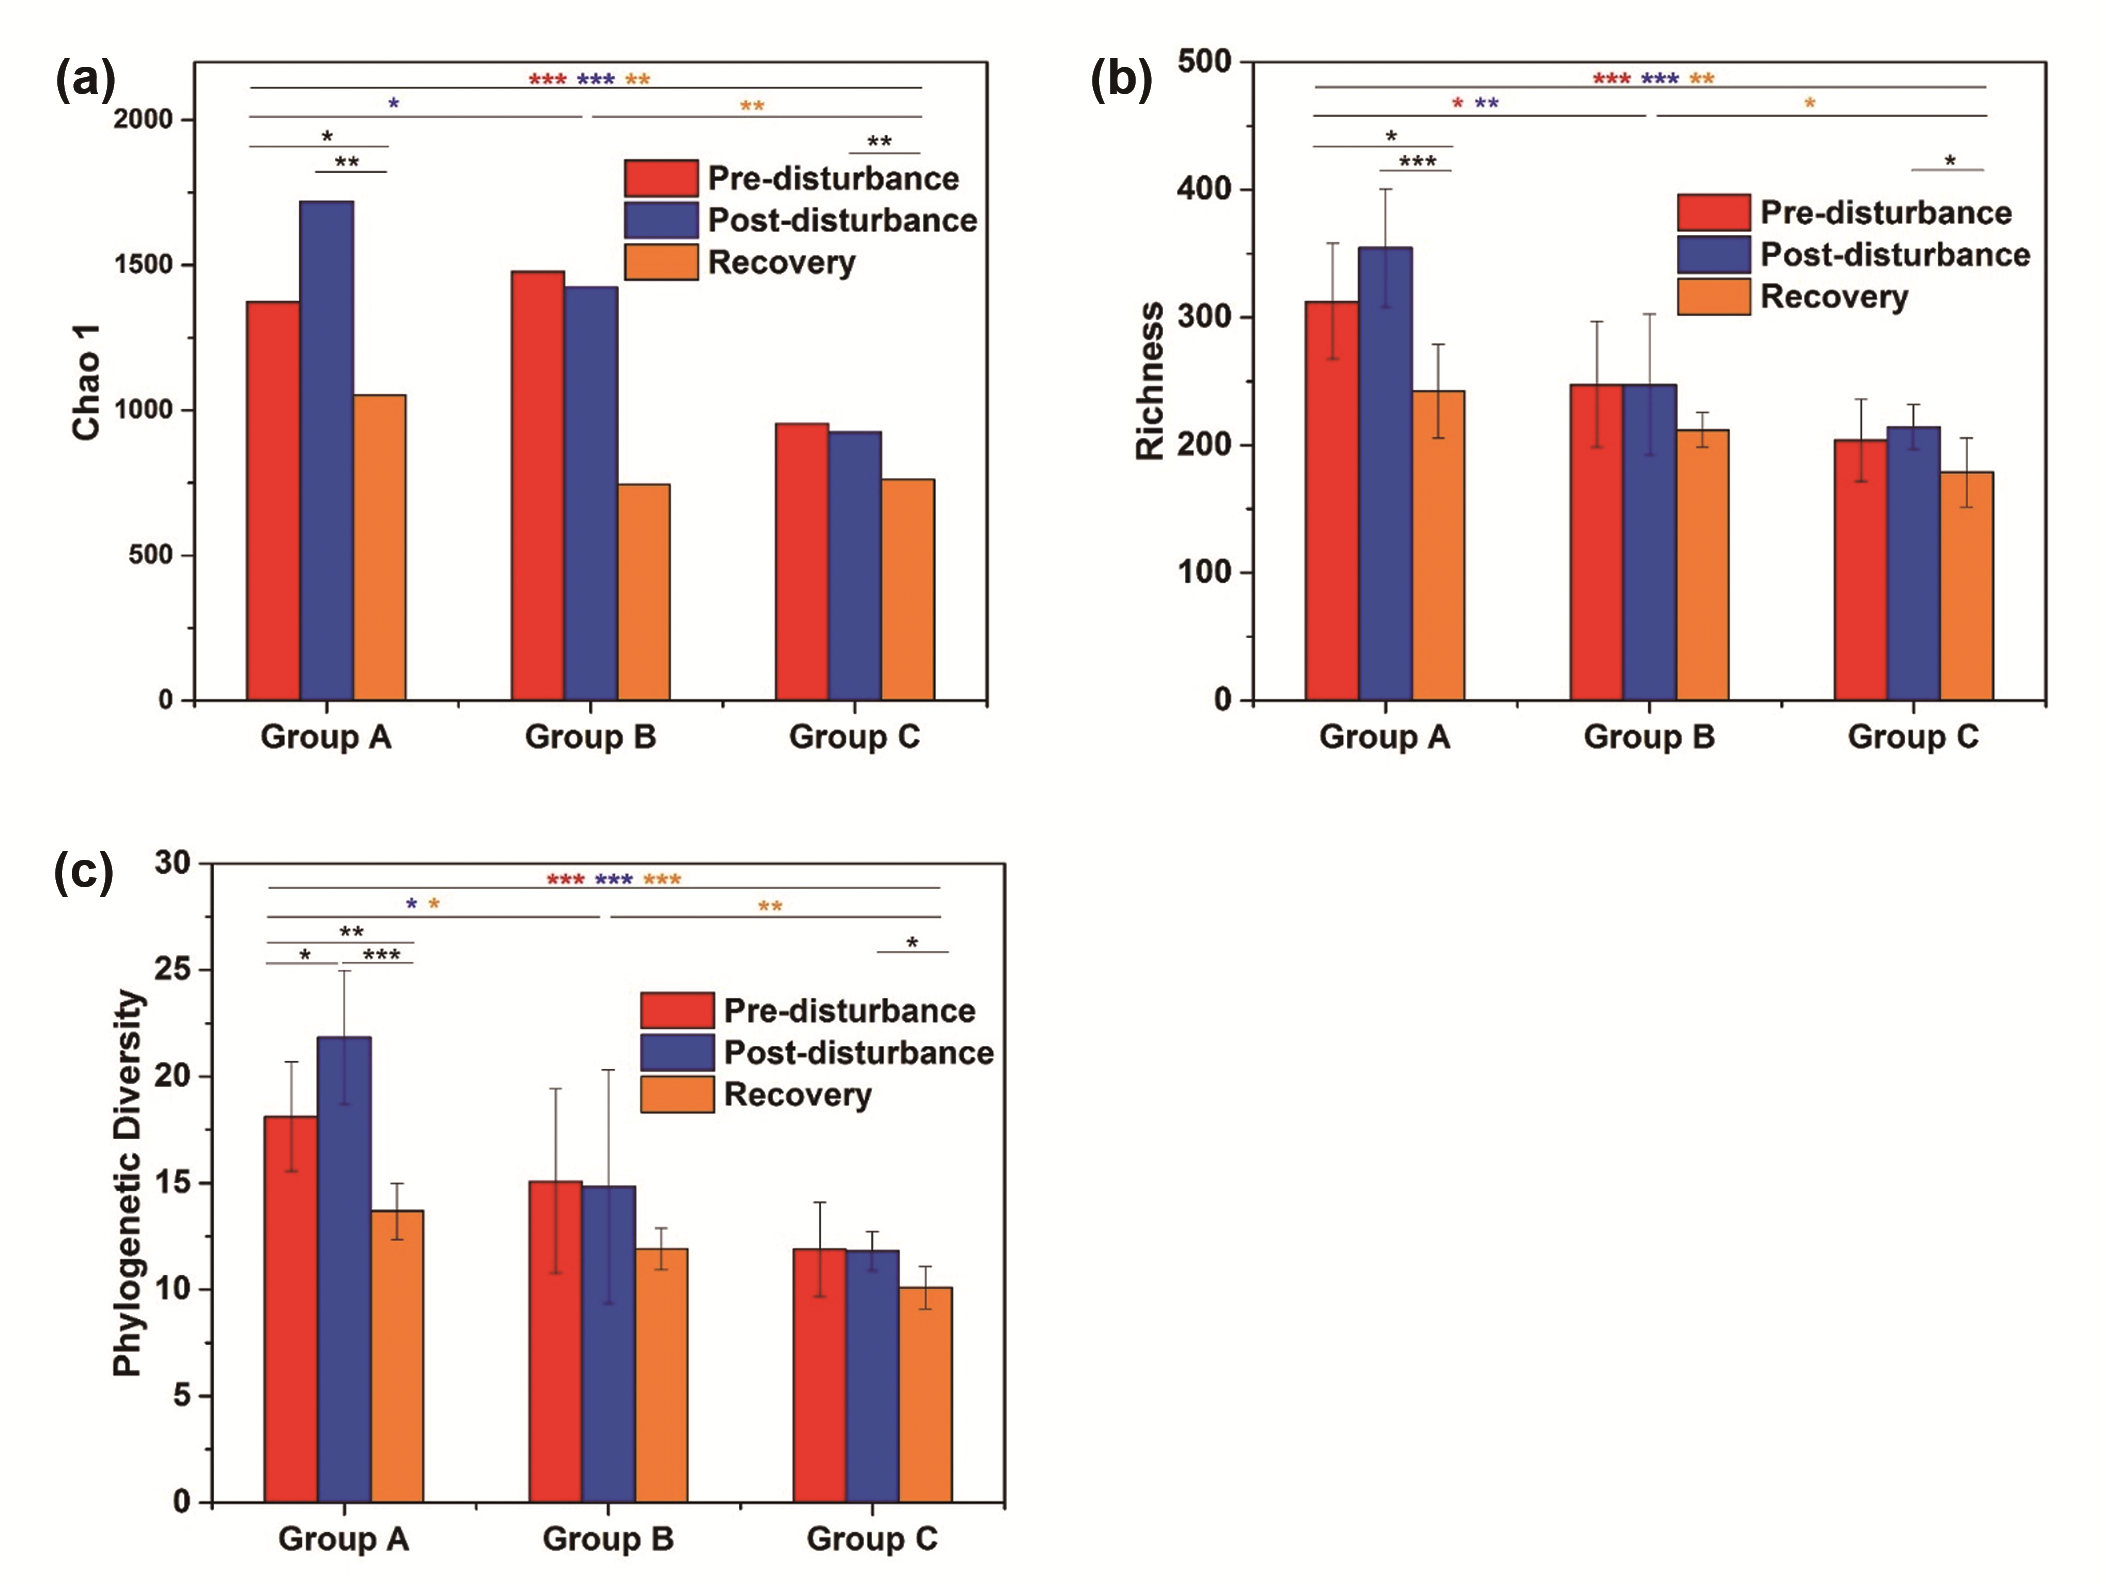 (a)
*** *** **
* **
*
**
**
2000
1500
1000
500
0
Chao 1
Pre-disturbance
Post-disturbance
Recovery
Group A Group B Group C
(b)
*** *** **
* ** *
*
***
*
500
400
300
200
100
0
Richness
Pre-disturbance
Post-disturbance
Recovery
Group A Group B Group C
(c)
*** *** ***
* * **
**
* ***
*
30
25
20
15
10
5
0
Phylogenetic Diversity
Pre-disturbance
Post-disturbance
Recovery
Group A Group B Group C